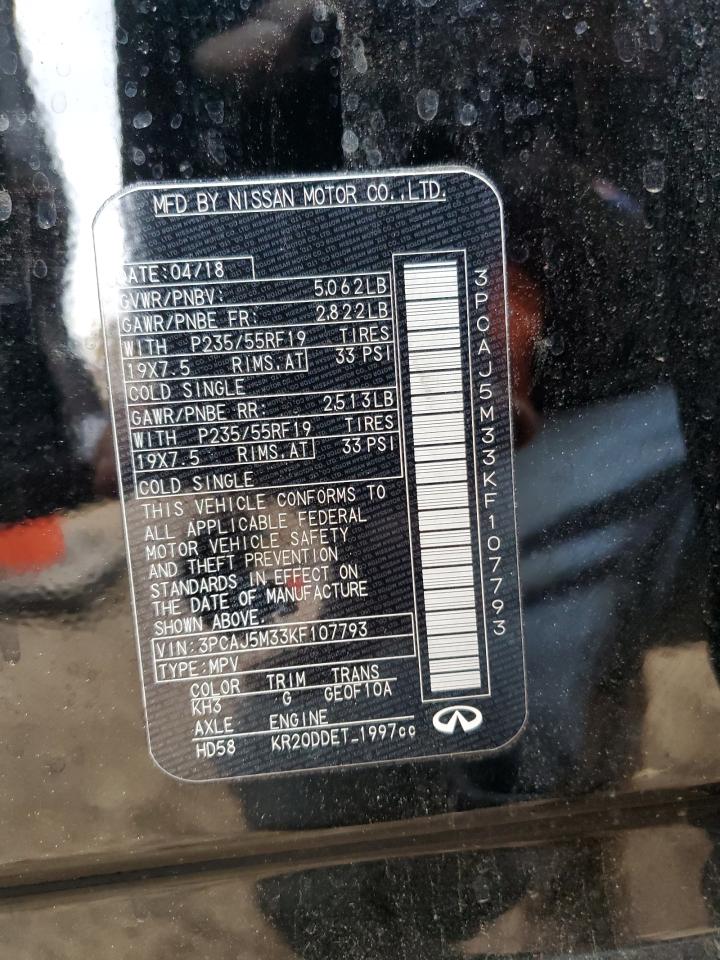 MFD BY NISSAN MOTOR CO.,LTD.
DATE:04/18
GVWR/PNBV: 5,062LB
GAWR/PNBE FR: 2,822LB
WITH P235/55RF19 TIRES
19X7.5 RIMS,AT 33 PSI
COLD SINGLE
GAWR/PNBE RR: 2,513LB
WITH P235/55RF19 TIRES
19X7.5 RIMS,AT 33 PSI
COLD SINGLE
THIS VEHICLE CONFORMS TO
ALL APPLICABLE FEDERAL
MOTOR VEHICLE SAFETY
AND THEFT PREVENTION
STANDARDS IN EFFECT ON
THE DATE OF MANUFACTURE
SHOWN ABOVE.
VIN:3PCAJ5M33KF107793
TYPE:MPV
COLOR TRIM TRANS
KH3 G GEOF10A
AXLE ENGINE
HD58 KR20DDET_1997cc
3PCAJ5M33KF107793